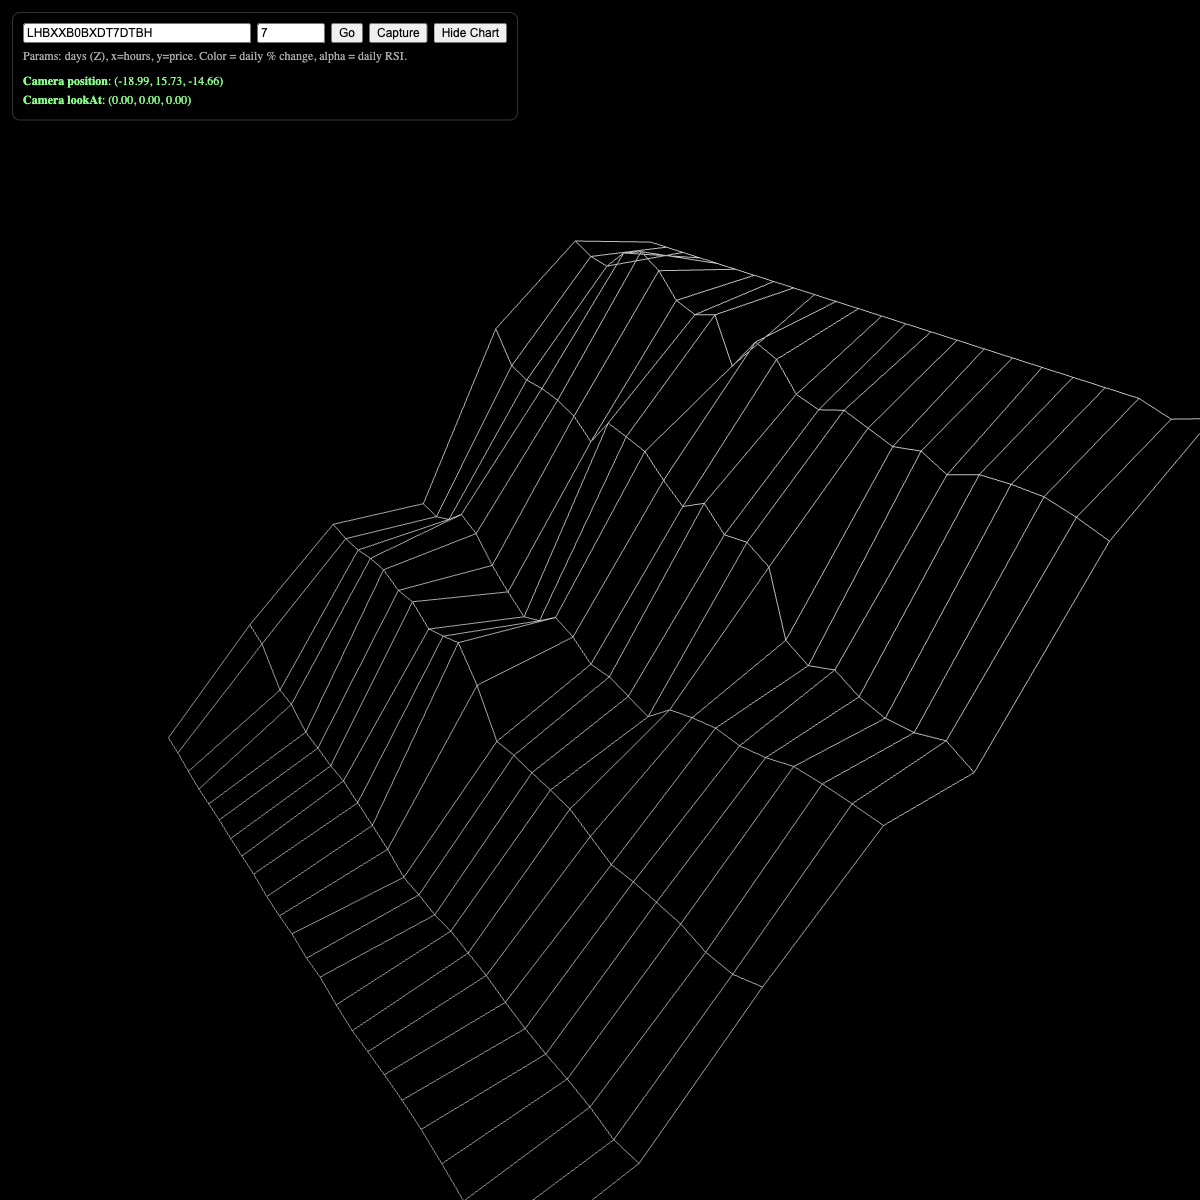 LHBXXB0BXDT7DTBH 7 Go Capture Hide Chart
Params: days (Z), x=hours, y=price. Color = daily % change, alpha = daily RSI.
Camera position: (-18.99, 15.73, -14.66)
Camera lookAt: (0.00, 0.00, 0.00)